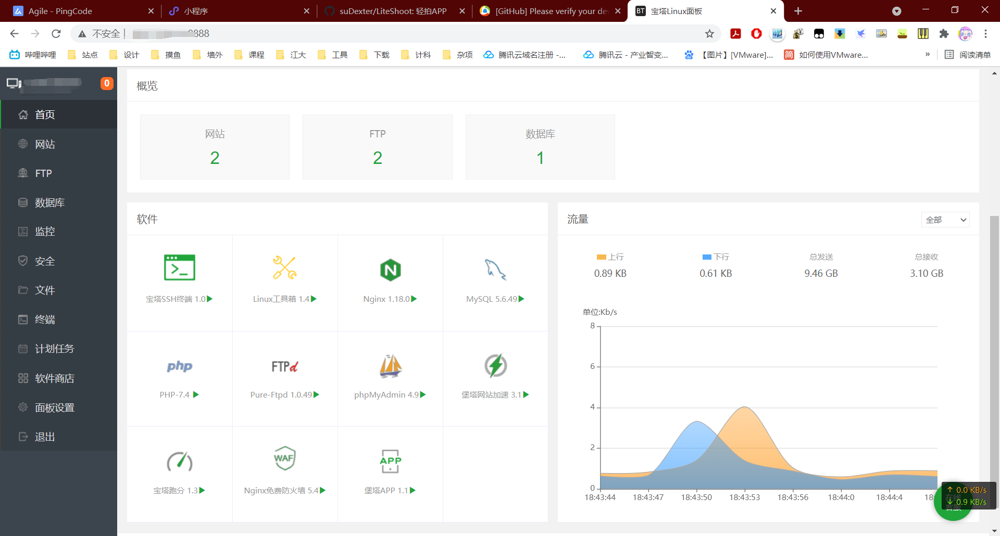 Agile - PingCode
小程序
suDexter/LiteShoot: 轻拍APP
[GitHub] Please verify your dev
BT 宝塔Linux面板
不安全
8888
哔哩哔哩
站点
设计
摸鱼
墙外
课程
江大
工具
下载
计科
杂项
腾讯云域名注册 -...
腾讯云 - 产业智变...
【图片】[VMware]...
简 如何使用VMware...
»
阅读清单
0
首页
网站
FTP
数据库
监控
安全
文件
终端
计划任务
软件商店
面板设置
退出
概览
网站
2
FTP
2
数据库
1
软件
宝塔SSH终端 1.0
Linux工具箱 1.4
Nginx 1.18.0
MySQL 5.6.49
php
PHP-7.4
FTPd
Pure-Ftpd 1.0.49
phpMyAdmin 4.9
堡塔网站加速 3.1
宝塔跑分 1.3
WAF
Nginx免费防火墙 5.4
APP
堡塔APP 1.1
流量
全部
上行
0.89 KB
下行
0.61 KB
总发送
9.46 GB
总接收
3.10 GB
单位:Kb/s
8
6
4
2
0
18:43:44
18:43:47
18:43:50
18:43:53
18:43:56
18:44:0
18:44:4
18:
在线
客服
↑ 0.0 KB/s
↓ 0.9 KB/s